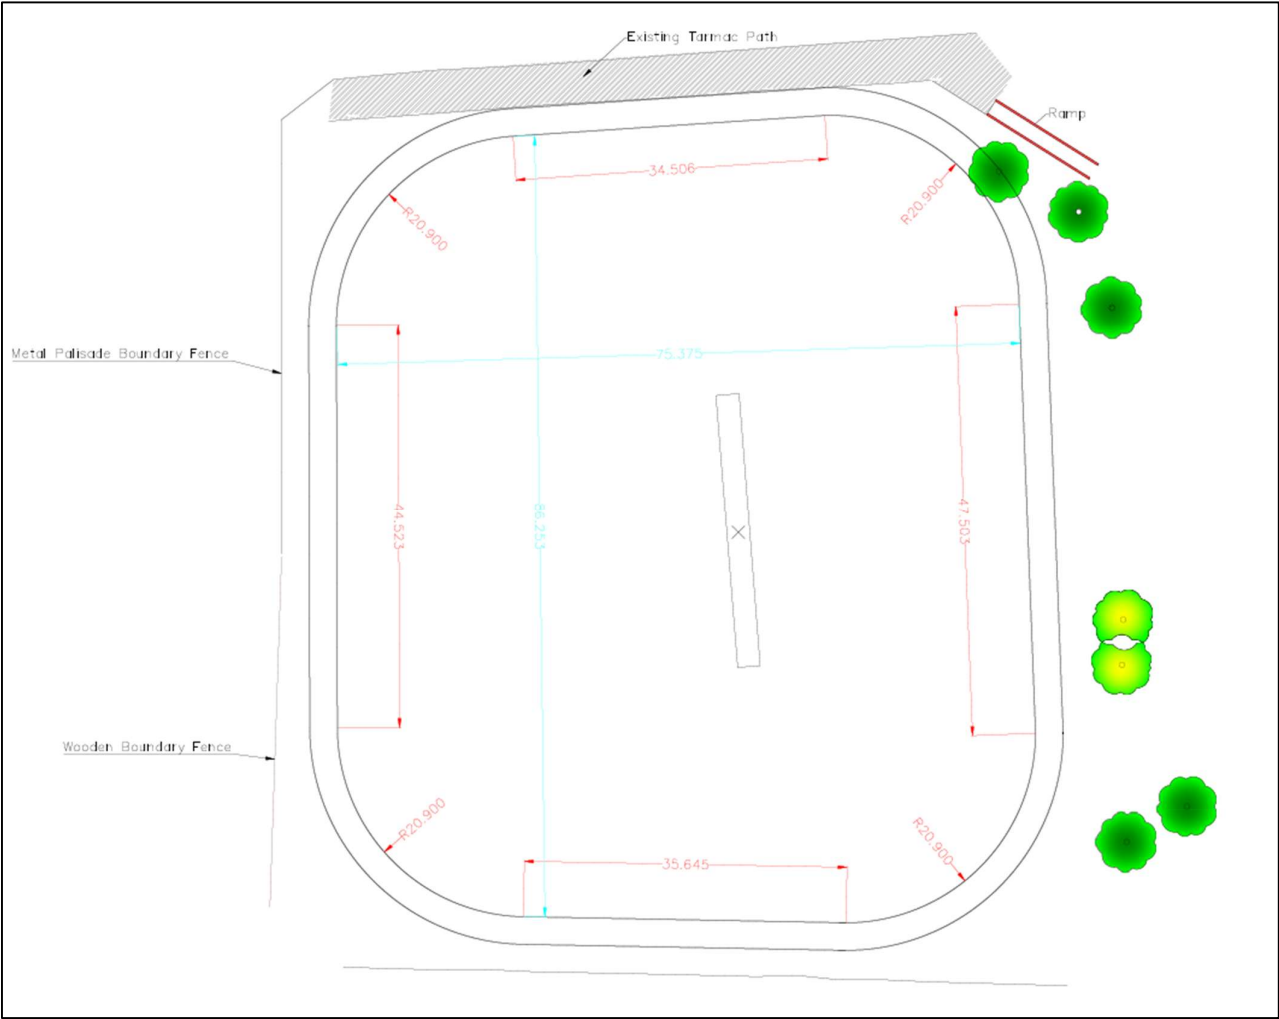 Existing Tarmac Path
Ramp
34.506
R20.900
R20.900
Metal Palisade Boundary Fence
75.375
44.523
86.253
47.503
Wooden Boundary Fence
R20.900
R20.900
35.645